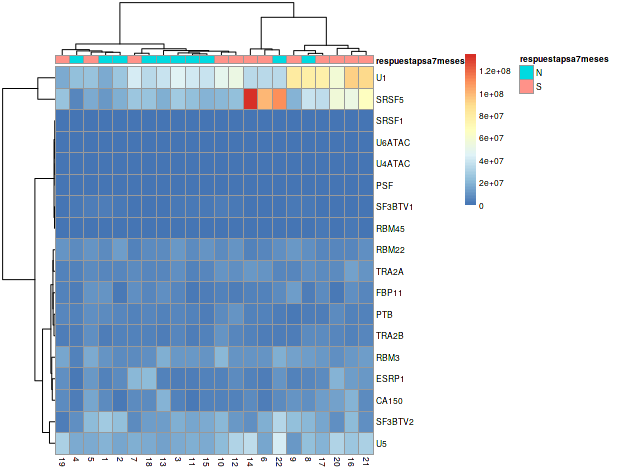 respuestapsa7meses
respuestapsa7meses
N
S
1.2e+08
1e+08
8e+07
6e+07
4e+07
2e+07
0
U1
SRSF5
SRSF1
U6ATAC
U4ATAC
PSF
SF3BTV1
RBM45
RBM22
TRA2A
FBP11
PTB
TRA2B
RBM3
ESRP1
CA150
SF3BTV2
U5
19 4 5 1 2 7 18 13 3 11 15 10 12 14 6 22 9 8 17 20 16 21